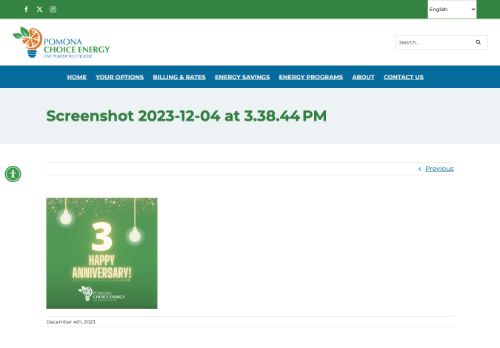 English
POMONA
CHOICE ENERGY
THE POWER TO CHOOSE
Search...
HOME YOUR OPTIONS BILLING & RATES ENERGY SAVINGS ENERGY PROGRAMS ABOUT CONTACT US
Screenshot 2023-12-04 at 3.38.44 PM
Previous
3
HAPPY
ANNIVERSARY!
POMONA
CHOICE ENERGY
December 4th, 2023